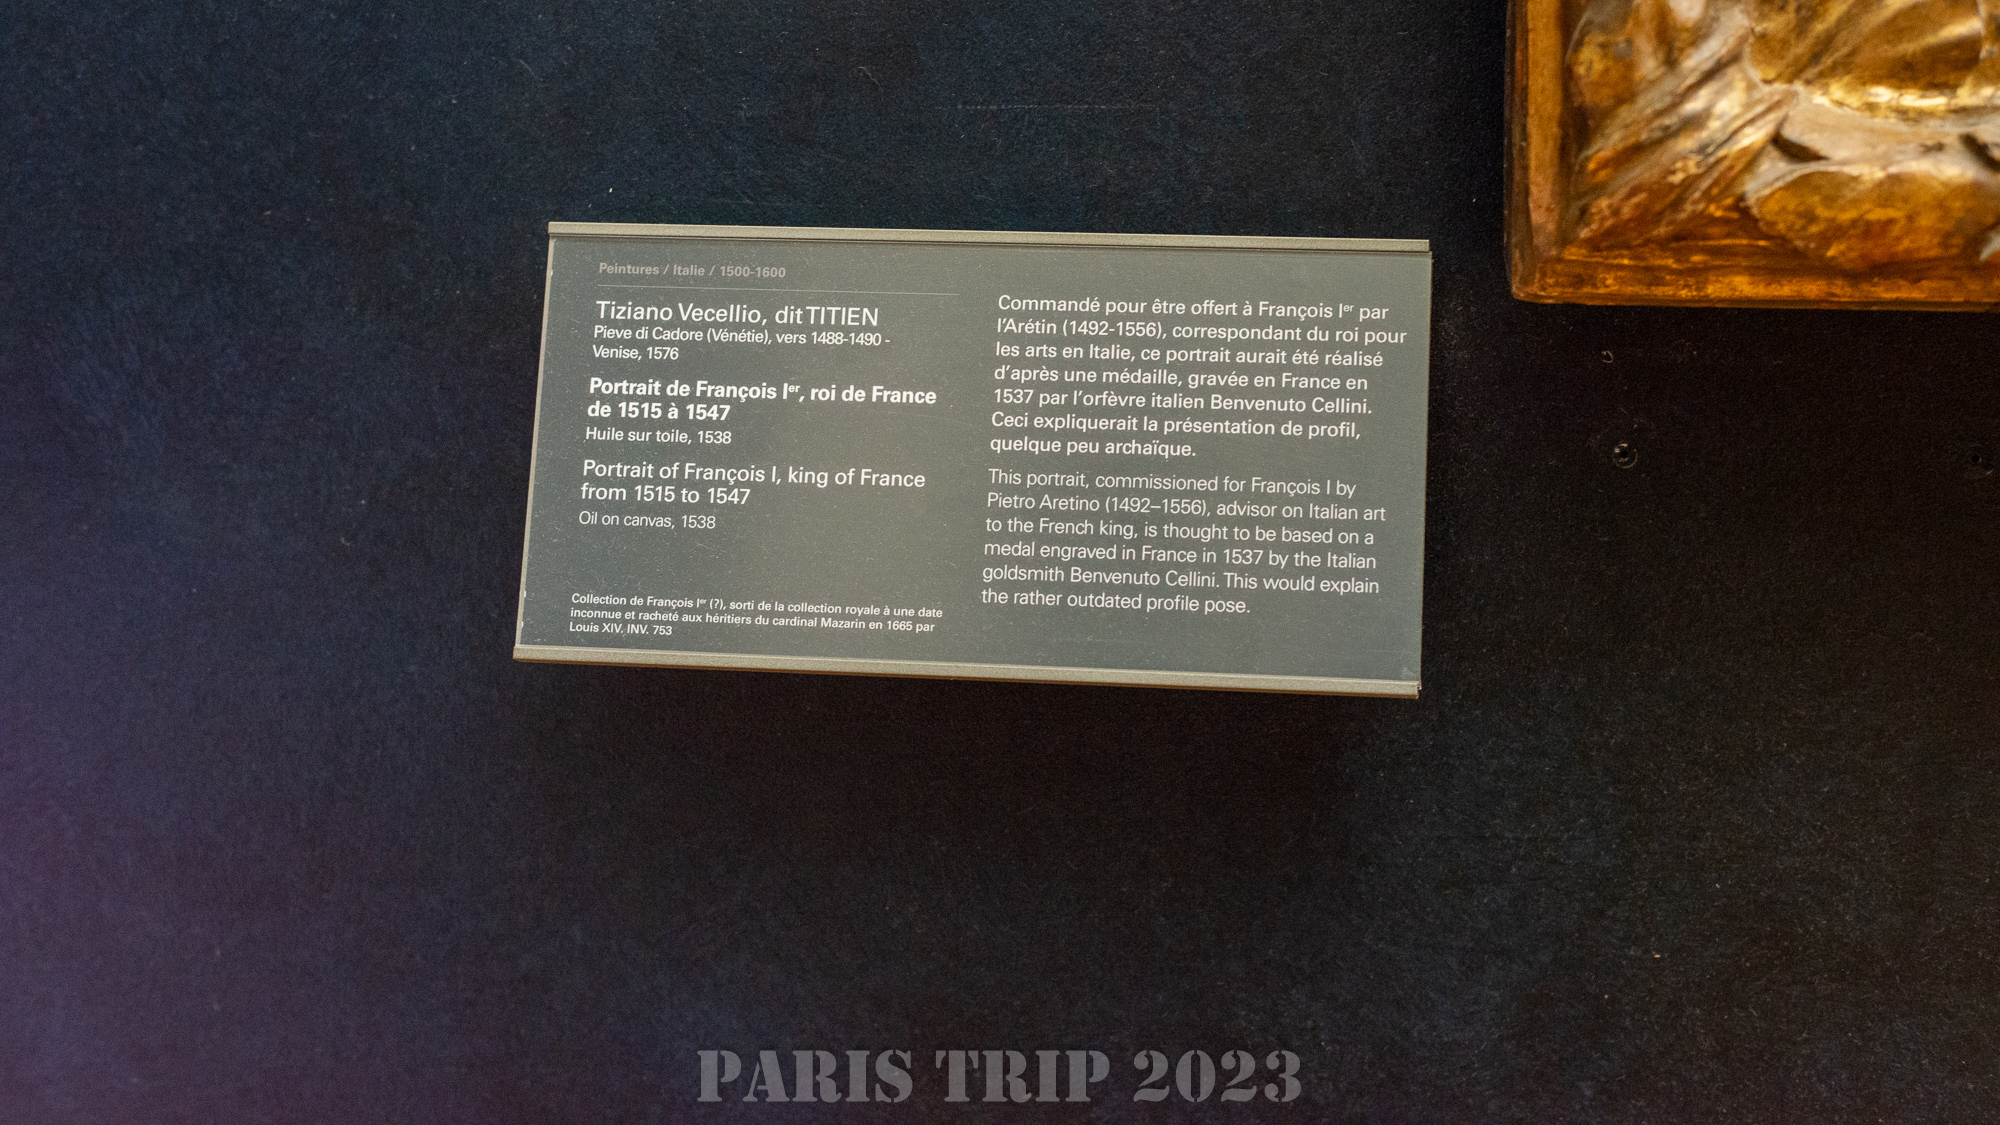 Peintures / Italie / 1500-1600
Tiziano Vecellio, dit TITIEN
Pieve di Cadore (Vénétie), vers 1488-1490 -
Venise, 1576
Portrait de François Ier, roi de France
de 1515 à 1547
Huile sur toile, 1538
Portrait of François I, king of France
from 1515 to 1547
Oil on canvas, 1538
Collection de François Ier (?), sorti de la collection royale à une date
inconnue et racheté aux héritiers du cardinal Mazarin en 1665 par
Louis XIV, INV. 753
Commandé pour être offert à François Ier par
l'Arétin (1492-1556), correspondant du roi pour
les arts en Italie, ce portrait aurait été réalisé
d'après une médaille, gravée en France en
1537 par l'orfèvre italien Benvenuto Cellini.
Ceci expliquerait la présentation de profil,
quelque peu archaïque.
This portrait, commissioned for François I by
Pietro Aretino (1492–1556), advisor on Italian art
to the French king, is thought to be based on a
medal engraved in France in 1537 by the Italian
goldsmith Benvenuto Cellini. This would explain
the rather outdated profile pose.
PARIS TRIP 2023